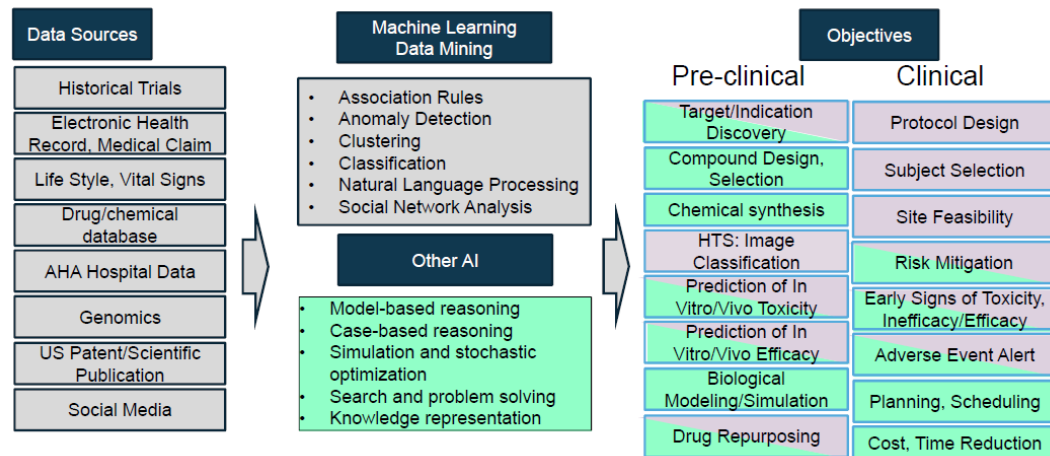 Data Sources
Historical Trials
Electronic Health
Record, Medical Claim
Life Style, Vital Signs
Drug/chemical
database
AHA Hospital Data
Genomics
US Patent/Scientific
Publication
Social Media
Machine Learning
Data Mining
• Association Rules
• Anomaly Detection
• Clustering
• Classification
• Natural Language Processing
• Social Network Analysis
Other AI
• Model-based reasoning
• Case-based reasoning
• Simulation and stochastic
optimization
• Search and problem solving
• Knowledge representation
Objectives
Pre-clinical
Target/Indication
Discovery
Compound Design,
Selection
Chemical synthesis
HTS: Image
Classification
Prediction of In
Vitro/Vivo Toxicity
Prediction of In
Vitro/Vivo Efficacy
Biological
Modeling/Simulation
Drug Repurposing
Clinical
Protocol Design
Subject Selection
Site Feasibility
Risk Mitigation
Early Signs of Toxicity,
Inefficacy/Efficacy
Adverse Event Alert
Planning, Scheduling
Cost, Time Reduction